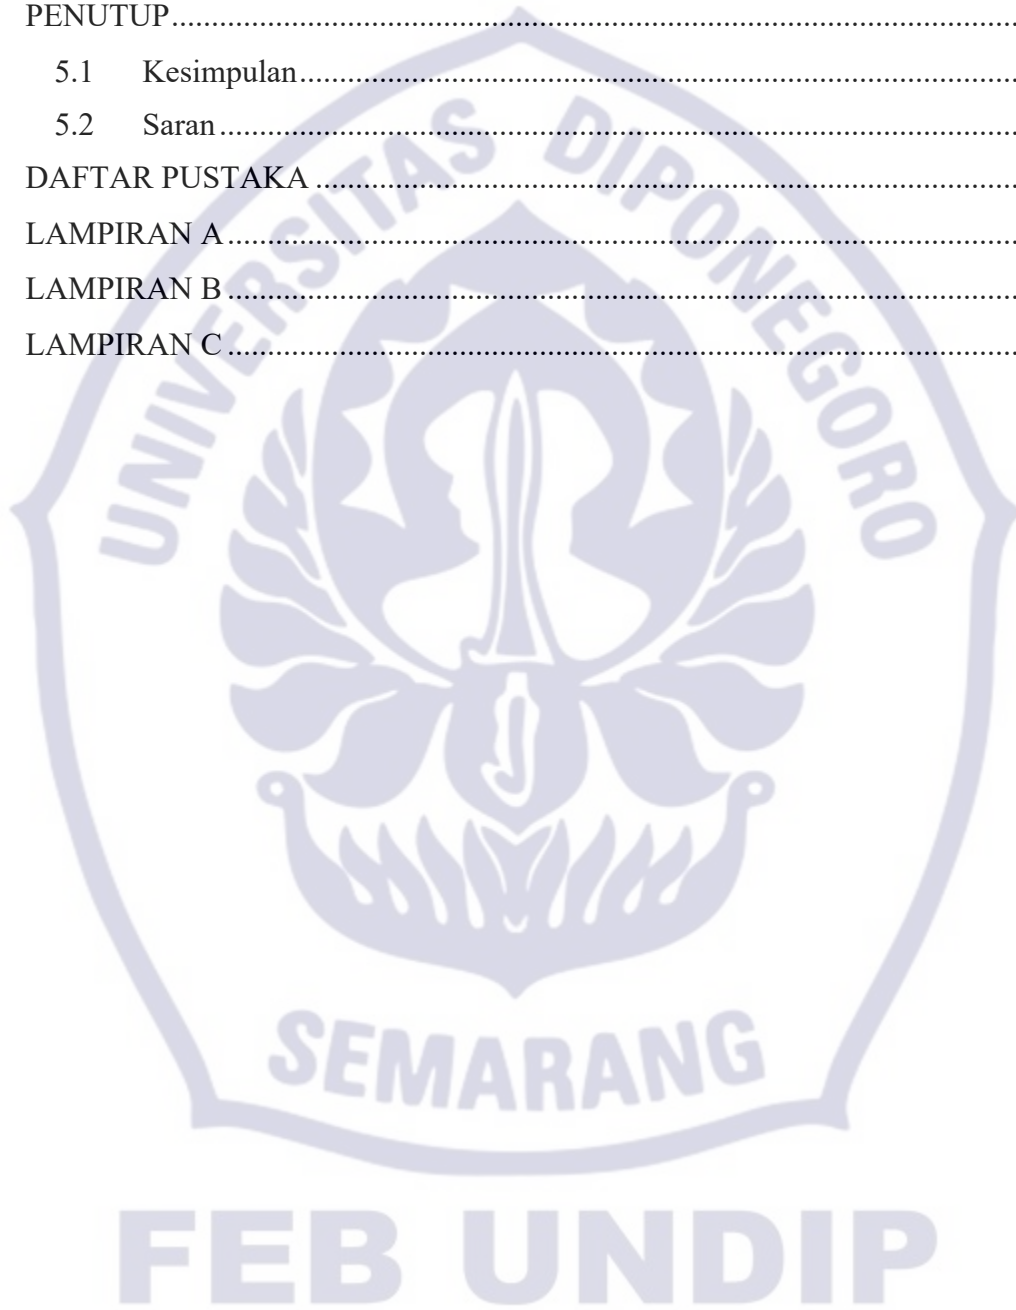 PENUTUP................................................................................
5.1 Kesimpulan................................................................................
5.2 Saran................................................................................
DAFTAR PUSTAKA................................................................................
LAMPIRAN A................................................................................
LAMPIRAN B................................................................................
LAMPIRAN C................................................................................
UNIVERSITAS DIPONEGORO
SEMARANG
FEB UNDIP